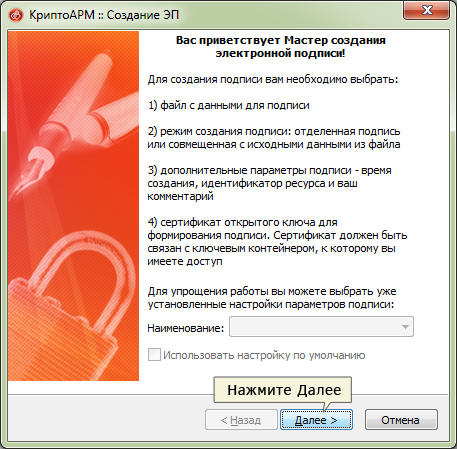 КриптоАРМ :: Создание ЭП
Вас приветствует Мастер создания
электронной подписи!
Для создания подписи вам необходимо выбрать:
1) файл с данными для подписи
2) режим создания подписи: отделенная подпись
или совмещенная с исходными данными из файла
3) дополнительные параметры подписи - время
создания, идентификатор ресурса и ваш
комментарий
4) сертификат открытого ключа для
формирования подписи. Сертификат должен быть
связан с ключевым контейнером, к которому вы
имеете доступ
Для упрощения работы вы можете выбрать уже
установленные настройки параметров подписи:
Наименование:
Использовать настройку по умолчанию
Нажмите Далее
< Назад
Далее >
Отмена